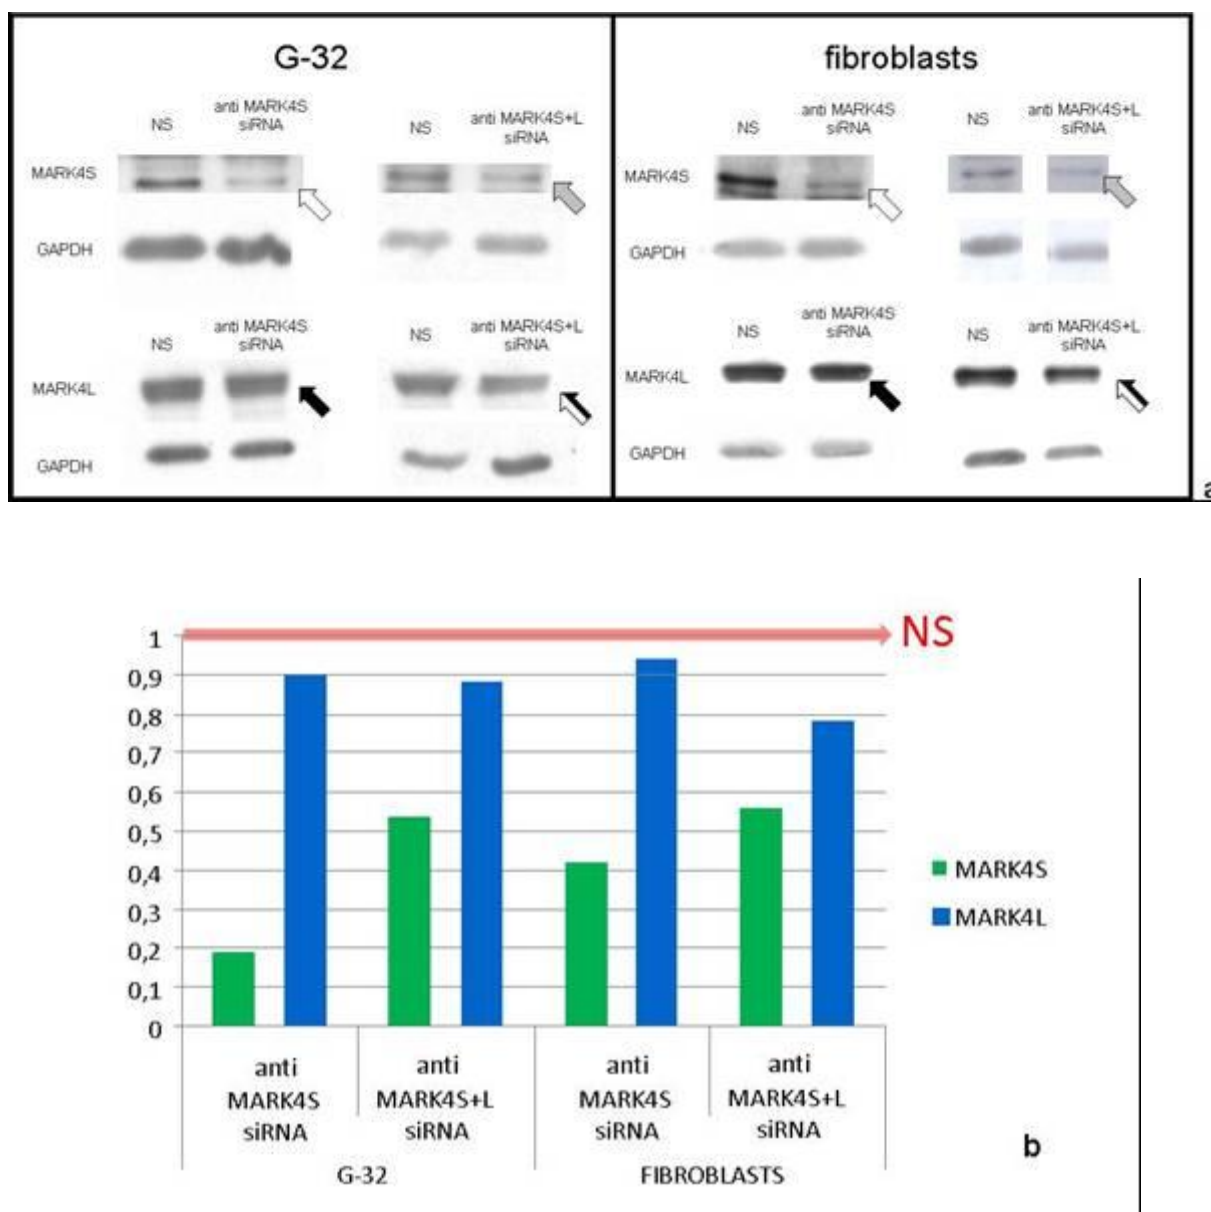 G-32
fibroblasts
NS
anti MARK4S
siRNA
NS
anti MARK4S+L
siRNA
NS
anti MARK4S
siRNA
NS
anti MARK4S+L
siRNA
MARK4S
MARK4S
GAPDH
GAPDH
NS
anti MARK4S
siRNA
NS
anti MARK4S+L
siRNA
NS
anti MARK4S
siRNA
NS
anti MARK4S+L
siRNA
MARK4L
MARK4L
GAPDH
GAPDH
a
NS
1
0,9
0,8
0,7
0,6
0,5
0,4
0,3
0,2
0,1
0
MARK4S
MARK4L
anti
MARK4S
siRNA
anti
MARK4S+L
siRNA
anti
MARK4S
siRNA
anti
MARK4S+L
siRNA
G-32
FIBROBLASTS
b